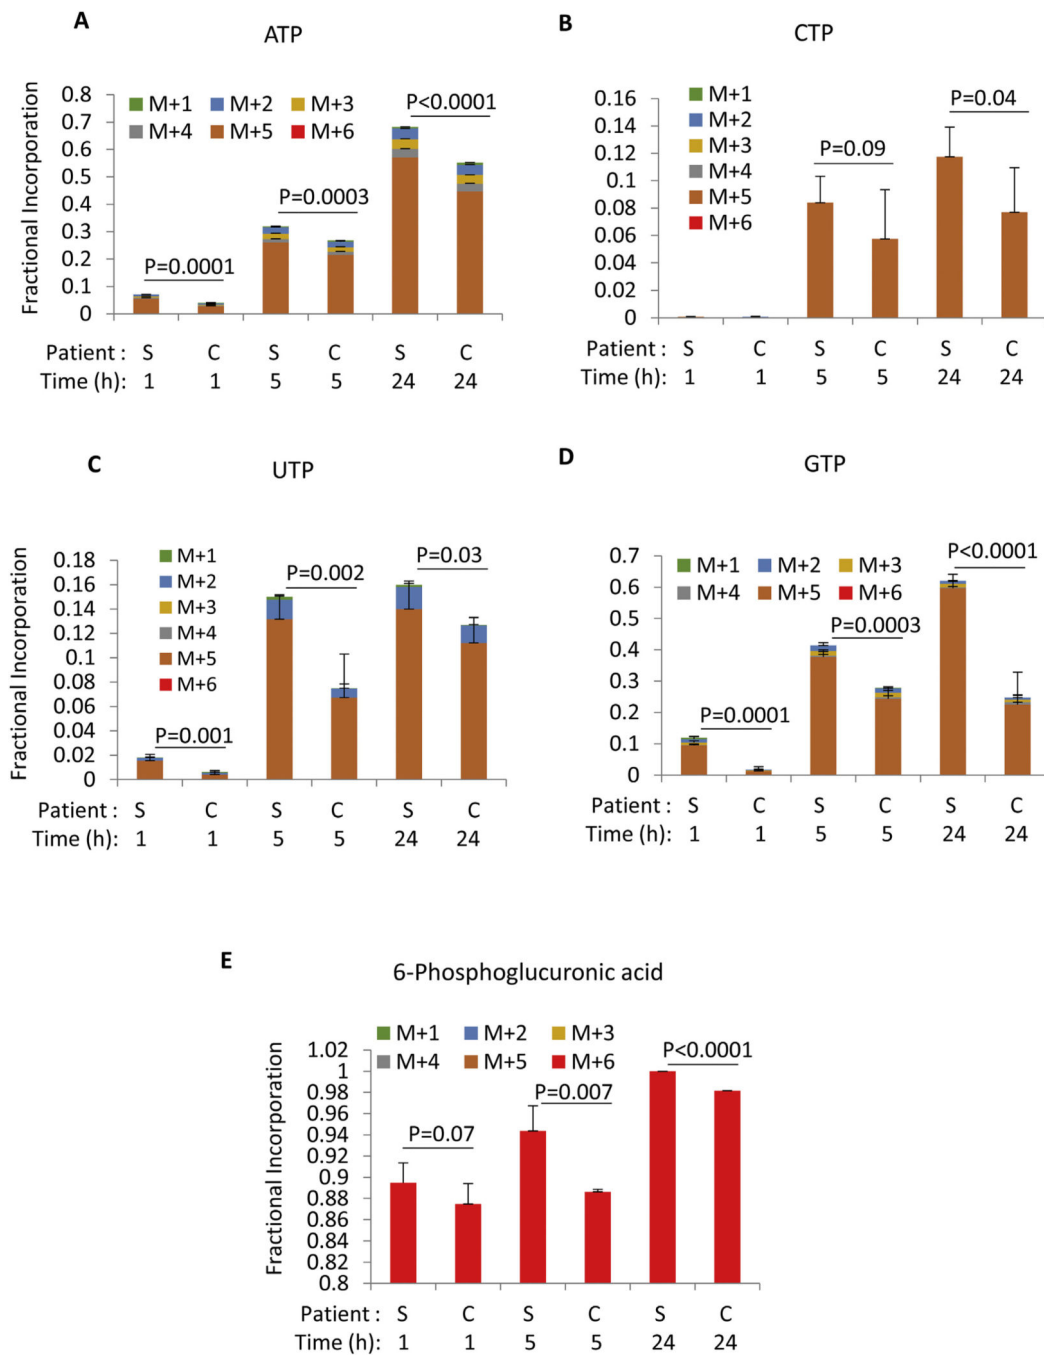 A
ATP
Fractional Incorporation
M+1 M+2 M+3
M+4 M+5 M+6
0.8
0.7
0.6
0.5
0.4
0.3
0.2
0.1
0
P=0.0001
P=0.0003
P<0.0001
Patient : S C S C S C
Time (h): 1 1 5 5 24 24
B
CTP
M+1
M+2
M+3
M+4
M+5
M+6
0.16
0.14
0.12
0.1
0.08
0.06
0.04
0.02
0
P=0.09
P=0.04
Patient : S C S C S C
Time (h): 1 1 5 5 24 24
C
UTP
Fractional Incorporation
M+1
M+2
M+3
M+4
M+5
M+6
0.18
0.16
0.14
0.12
0.1
0.08
0.06
0.04
0.02
0
P=0.001
P=0.002
P=0.03
Patient : S C S C S C
Time (h): 1 1 5 5 24 24
D
GTP
M+1 M+2 M+3
M+4 M+5 M+6
0.7
0.6
0.5
0.4
0.3
0.2
0.1
0
P=0.0001
P=0.0003
P<0.0001
Patient : S C S C S C
Time (h): 1 1 5 5 24 24
E
6-Phosphoglucuronic acid
Fractional Incorporation
M+1 M+2 M+3
M+4 M+5 M+6
1.02
1
0.98
0.96
0.94
0.92
0.9
0.88
0.86
0.84
0.82
0.8
P=0.07
P=0.007
P<0.0001
Patient : S C S C S C
Time (h): 1 1 5 5 24 24